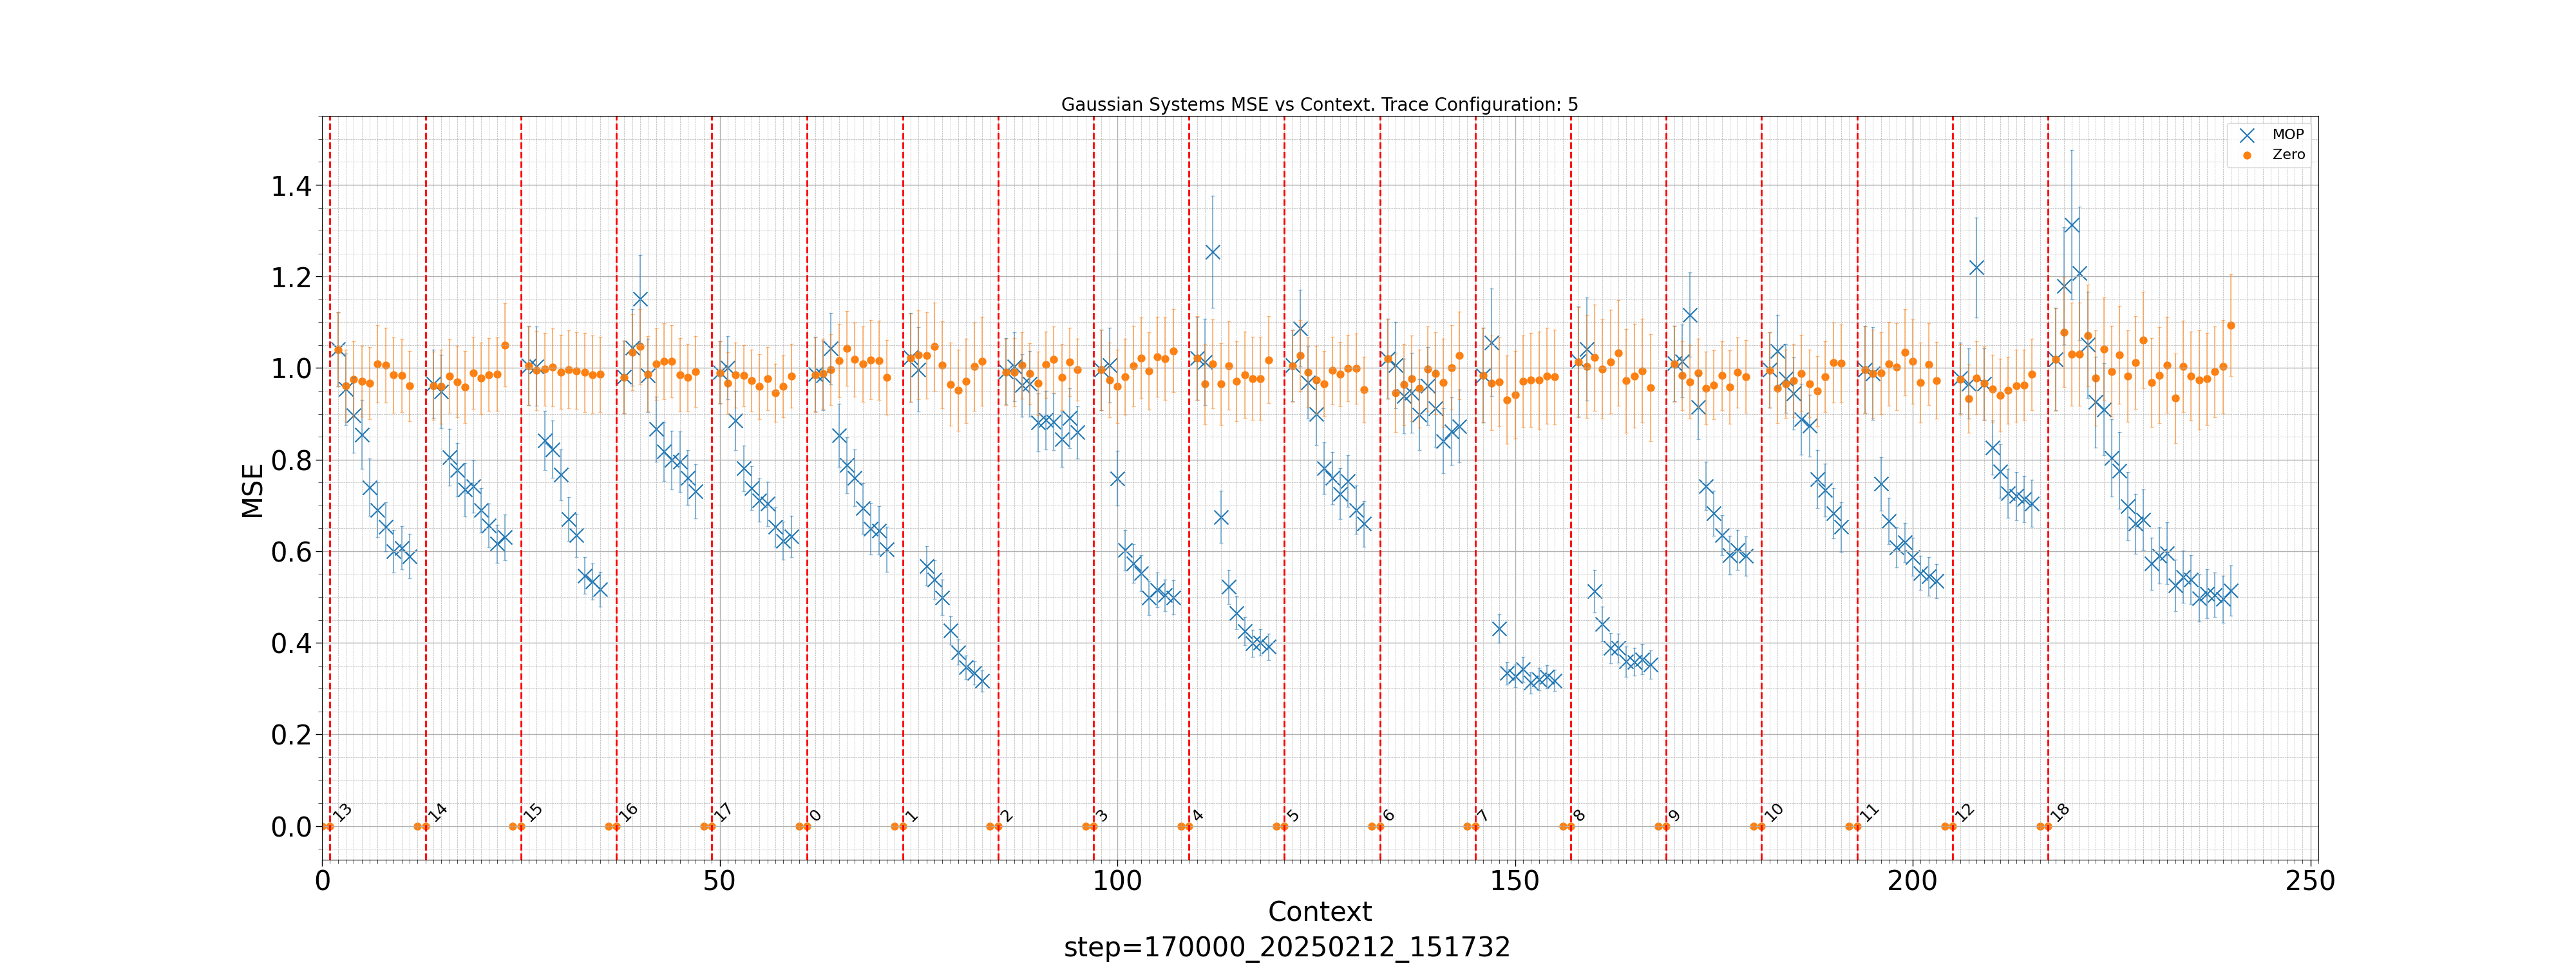 Gaussian Systems MSE vs Context. Trace Configuration: 5
MOP
Zero
MSE
1.4
1.2
1.0
0.8
0.6
0.4
0.2
0.0
13 14 15 16 17 0 1 2 3 4 5 6 7 8 9 10 11 12 18
0 50 100 150 200 250
Context
step=170000_20250212_151732